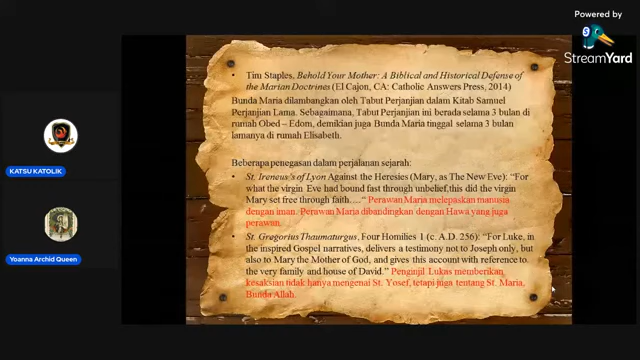 Powered by
StreamYard
• Tim Staples, Behold Your Mother: A Biblical and Historical Defense of
the Marian Doctrines (El Cajon, CA: Catholic Answers Press, 2014)
Bunda Maria dilambangkan oleh Tabut Perjanjian dalam Kitab Samuel
Perjanjian Lama. Sebagaimana, Tabut Perjanjian ini berada selama 3 bulan di
rumah Obed – Edom, demikian juga Bunda Maria tinggal selama 3 bulan
lamanya di rumah Elisabeth.
Beberapa penegasan dalam perjalanan sejarah:
• St. Ireneus's of Lyon Against the Heresies (Mary, as The New Eve): “For
what the virgin Eve had bound fast through unbelief, this did the virgin
Mary set free through faith….” Perawan Maria melepaskan manusia
dengan iman. Perawan Maria dibandingkan dengan Hawa yang juga
perawan.
• St. Gregorius Thaumaturgus, Four Homilies 1 (c. A.D. 256): “For Luke, in
the inspired Gospel narratives, delivers a testimony not to Joseph only, but
also to Mary the Mother of God, and gives this account with reference to
the very family and house of David.” Penginjil Lukas memberikan
kesaksian tidak hanya mengenai St. Yosef, tetapi juga tentang St. Maria,
Bunda Allah.
KATSU KATOLIK
Yoanna Archid Queen